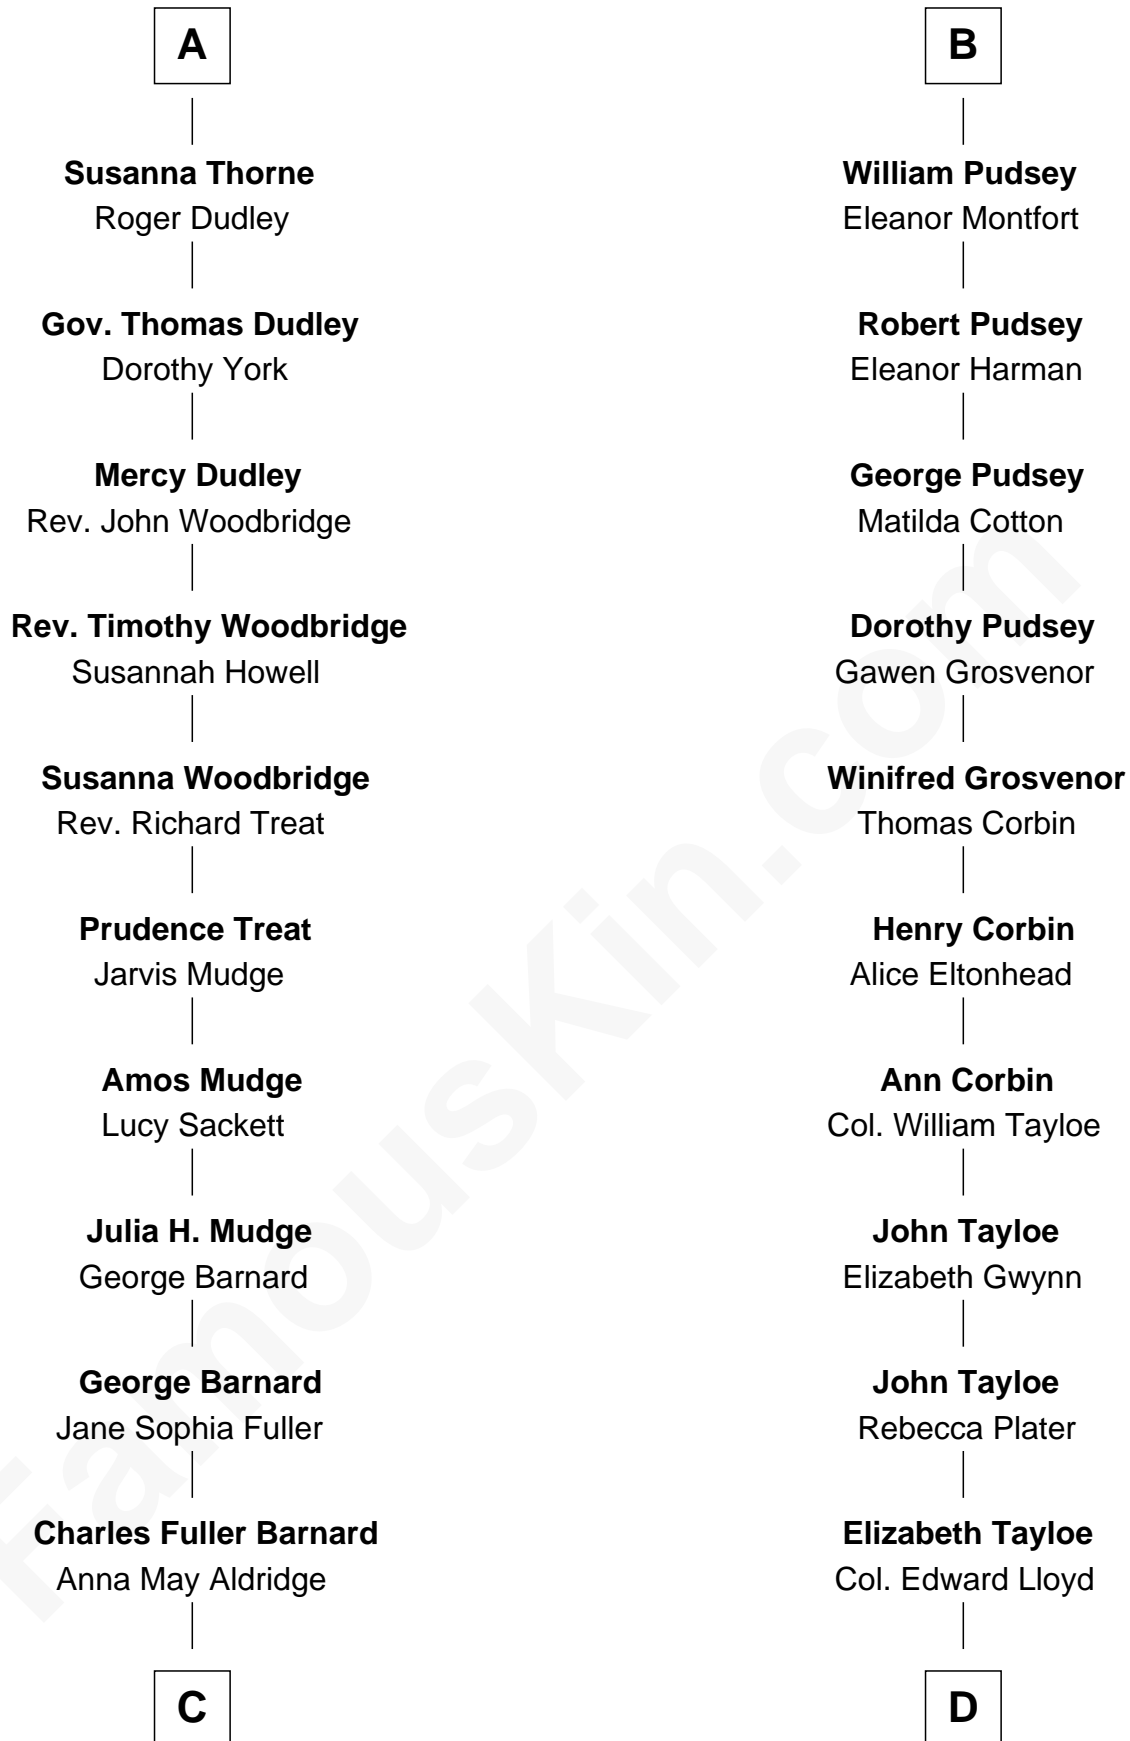 A
Susanna Thorne
Roger Dudley
Gov. Thomas Dudley
Dorothy York
Mercy Dudley
Rev. John Woodbridge
Rev. Timothy Woodbridge
Susannah Howell
Susanna Woodbridge
Rev. Richard Treat
Prudence Treat
Jarvis Mudge
Amos Mudge
Lucy Sackett
Julia H. Mudge
George Barnard
George Barnard
Jane Sophia Fuller
Charles Fuller Barnard
Anna May Aldridge
C
B
William Pudsey
Eleanor Montfort
Robert Pudsey
Eleanor Harman
George Pudsey
Matilda Cotton
Dorothy Pudsey
Gawen Grosvenor
Winifred Grosvenor
Thomas Corbin
Henry Corbin
Alice Eltonhead
Ann Corbin
Col. William Tayloe
John Tayloe
Elizabeth Gwynn
John Tayloe
Rebecca Plater
Elizabeth Tayloe
Col. Edward Lloyd
D
FamousKin.com